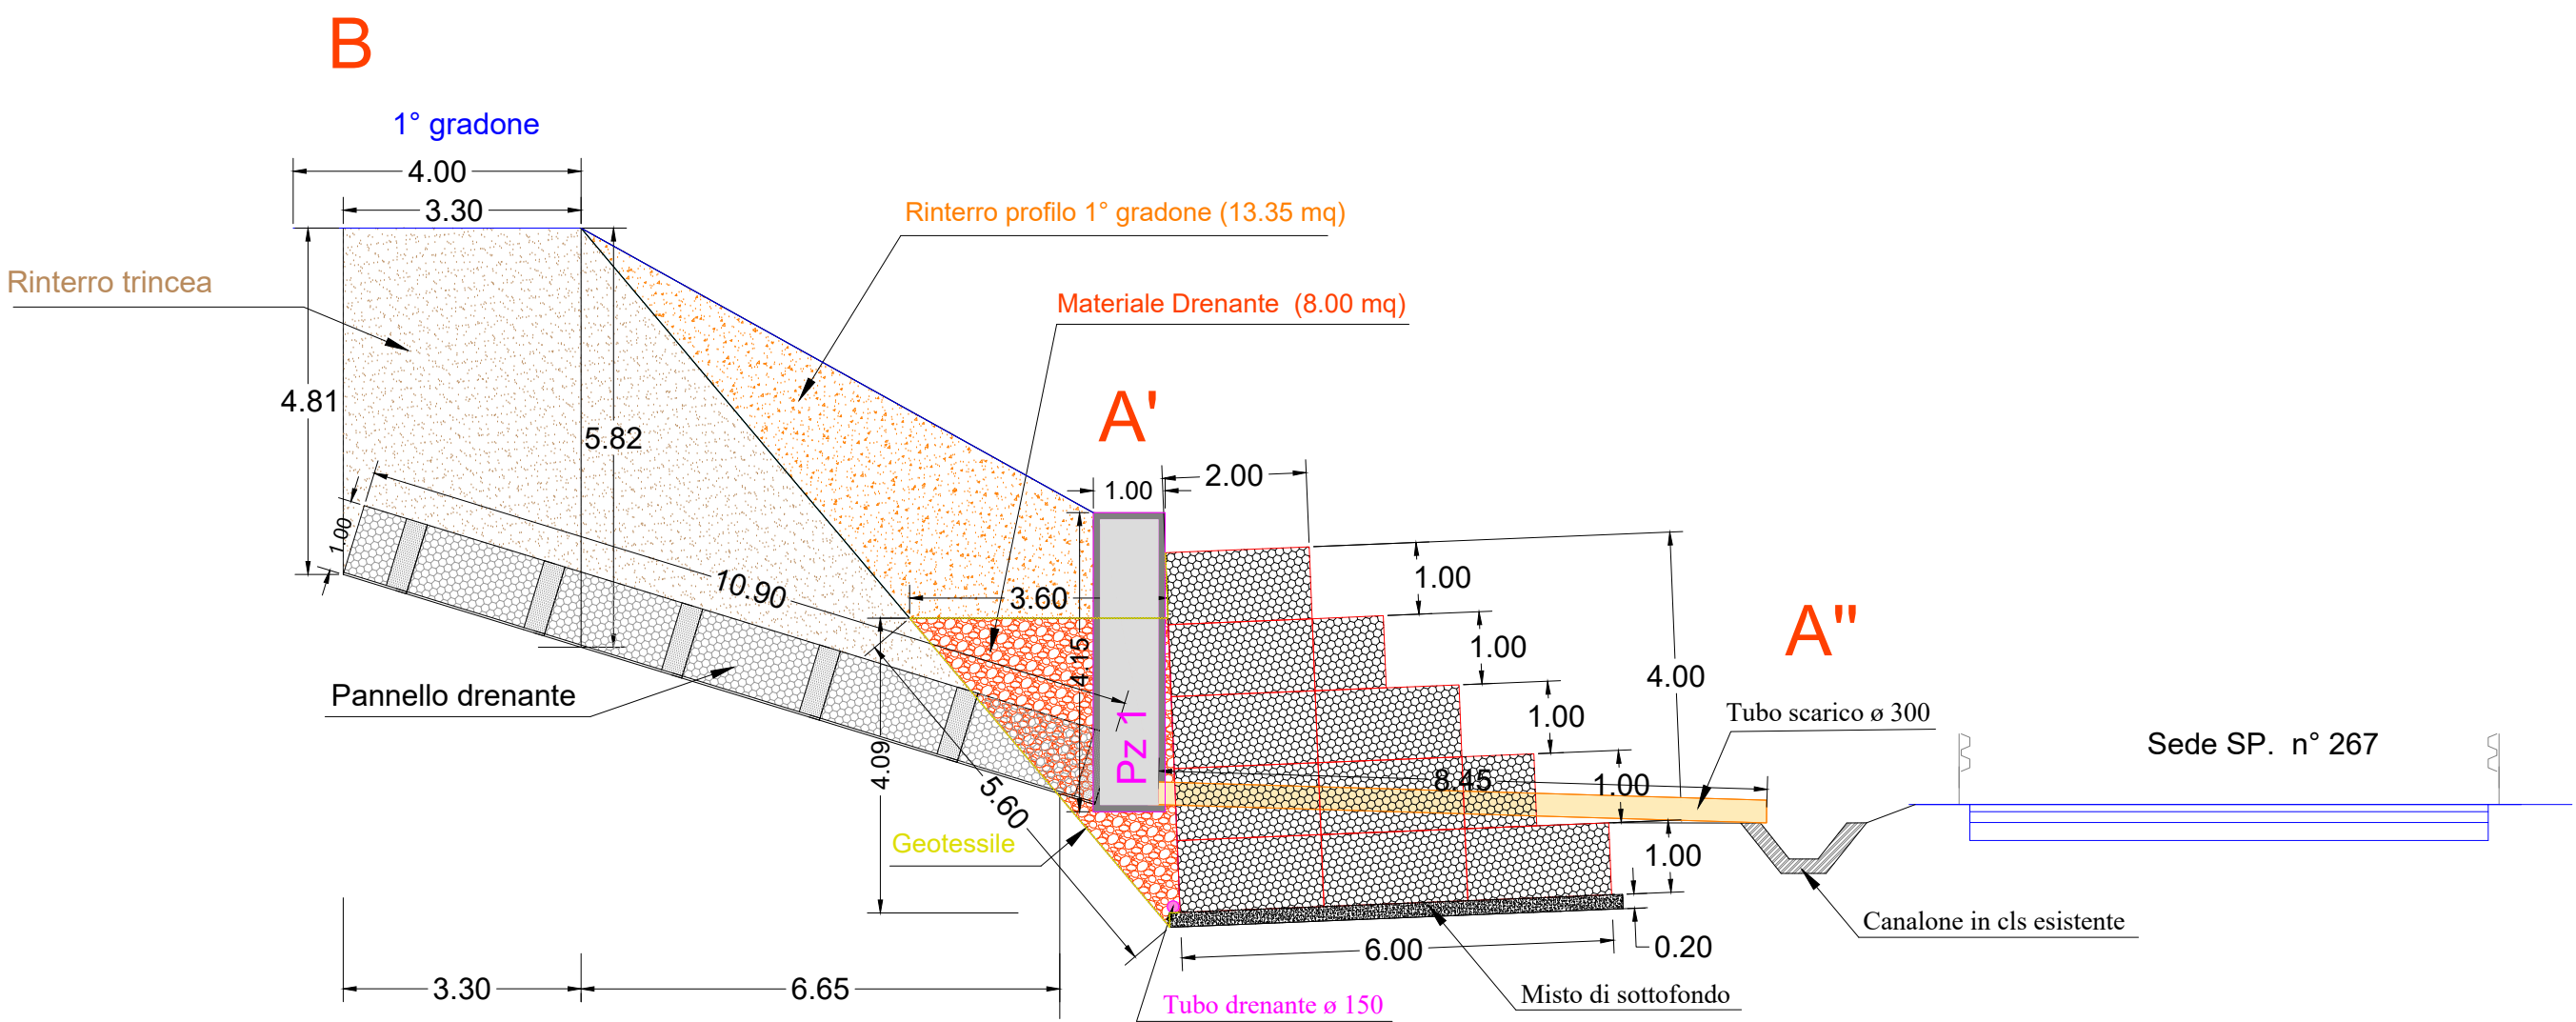 B
1° gradone
4.00
3.30
Rinterro profilo 1° gradone (13.35 mq)
Rinterro trincea
Materiale Drenante  (8.00 mq)
4.81
5.82
A'
1.00
2.00
1.00
10.90
3.60
1.00
4.15
1.00
A"
4.00
Pannello drenante
1.00
Tubo scarico ø 300
Pz 1
Sede SP.  n° 267
4.09
8.45
1.00
5.60
Geotessile
1.00
Canalone in cls esistente
6.00
0.20
3.30
6.65
Misto di sottofondo
Tubo drenante ø 150